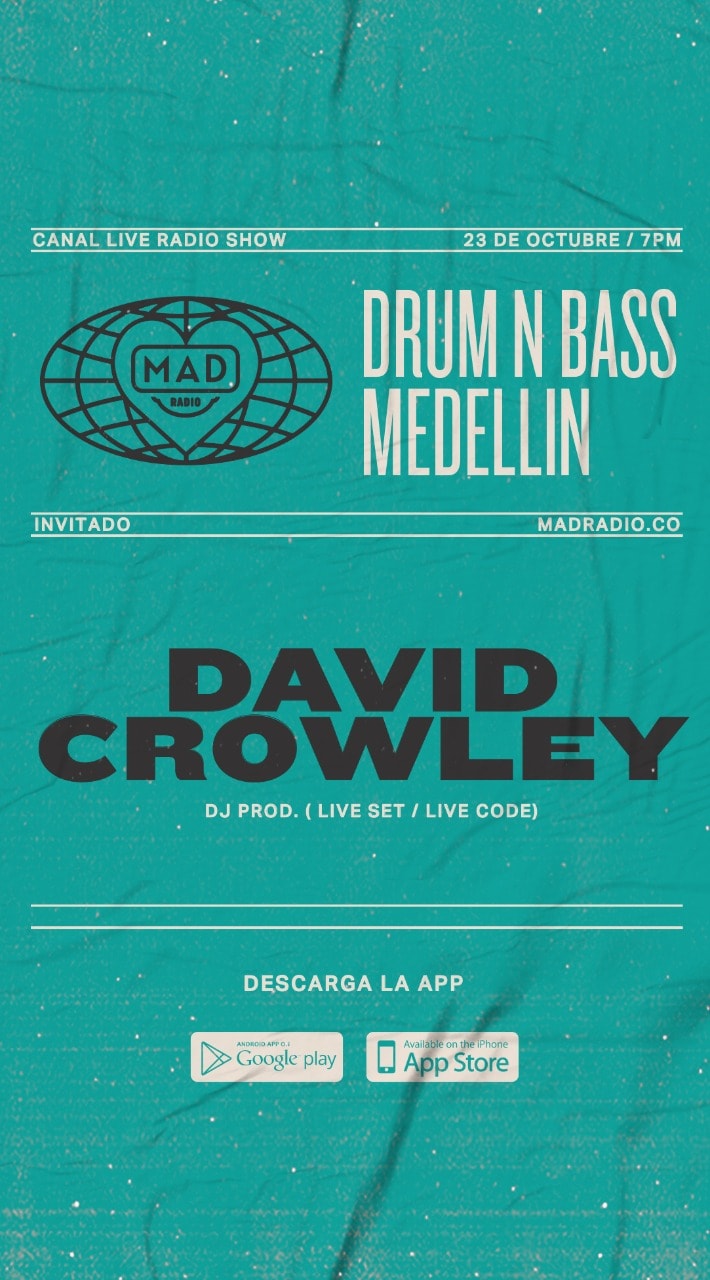 CANAL LIVE RADIO SHOW
23 DE OCTUBRE / 7PM
MAD
RADIO
DRUM N BASS
MEDELLIN
INVITADO
MADRADIO.CO
DAVID
CROWLEY
DJ PROD. ( LIVE SET / LIVE CODE)
DESCARGA LA APP
Google play
Available on the iPhone
App Store